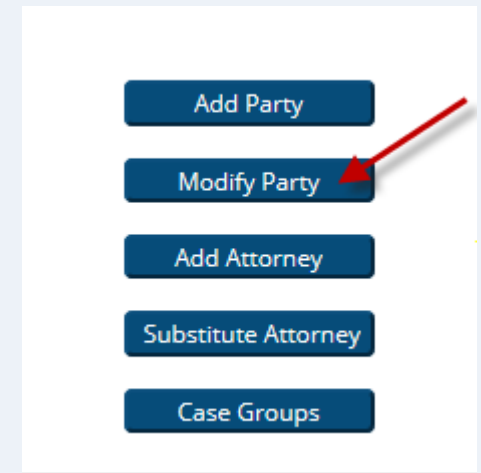 Add Party
Modify Party
Add Attorney
Substitute Attorney
Case Groups